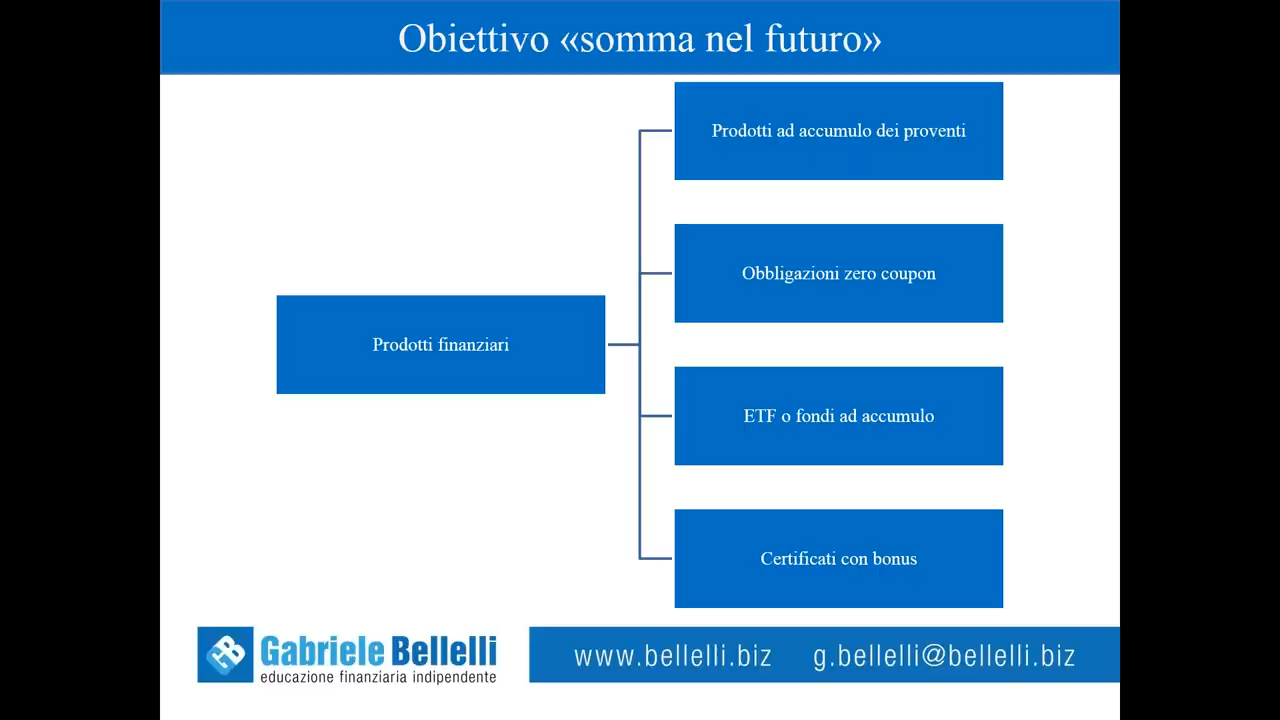 Obiettivo «somma nel futuro»
Prodotti finanziari
Prodotti ad accumulo dei proventi
Obbligazioni zero coupon
ETF o fondi ad accumulo
Certificati con bonus
Gabriele Bellelli
educazione finanziaria indipendente
www.bellelli.biz g.bellelli@bellelli.biz